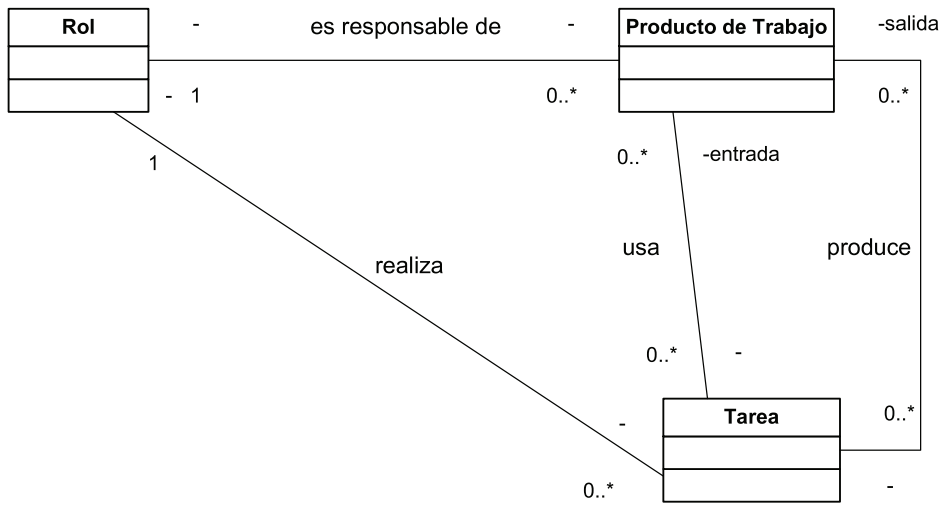 Rol
-
es responsable de
-
Producto de Trabajo
-salida
- 1
0..*
0..*
1
0..*
-entrada
usa
produce
realiza
0..*
-
Tarea
0..*
-
0..*
-